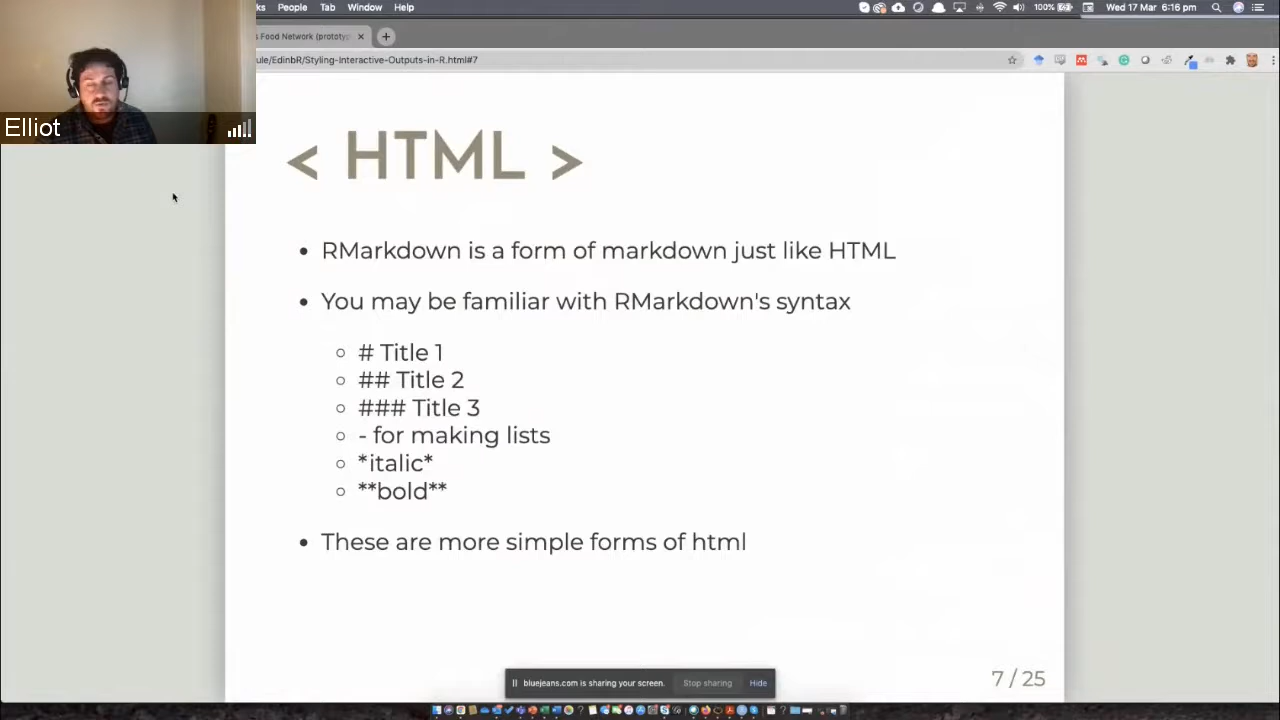 ks People Tab Window Help
100% Wed 17 Mar 6:16 pm
s Food Network (prototyp
ule/EdinbR/Styling-Interactive-Outputs-in-R.html#7
Elliot
< HTML >
• RMarkdown is a form of markdown just like HTML
• You may be familiar with RMarkdown's syntax
# Title 1
## Title 2
### Title 3
- for making lists
*italic*
**bold**
• These are more simple forms of html
bluejeans.com is sharing your screen. Stop sharing Hide
7 / 25